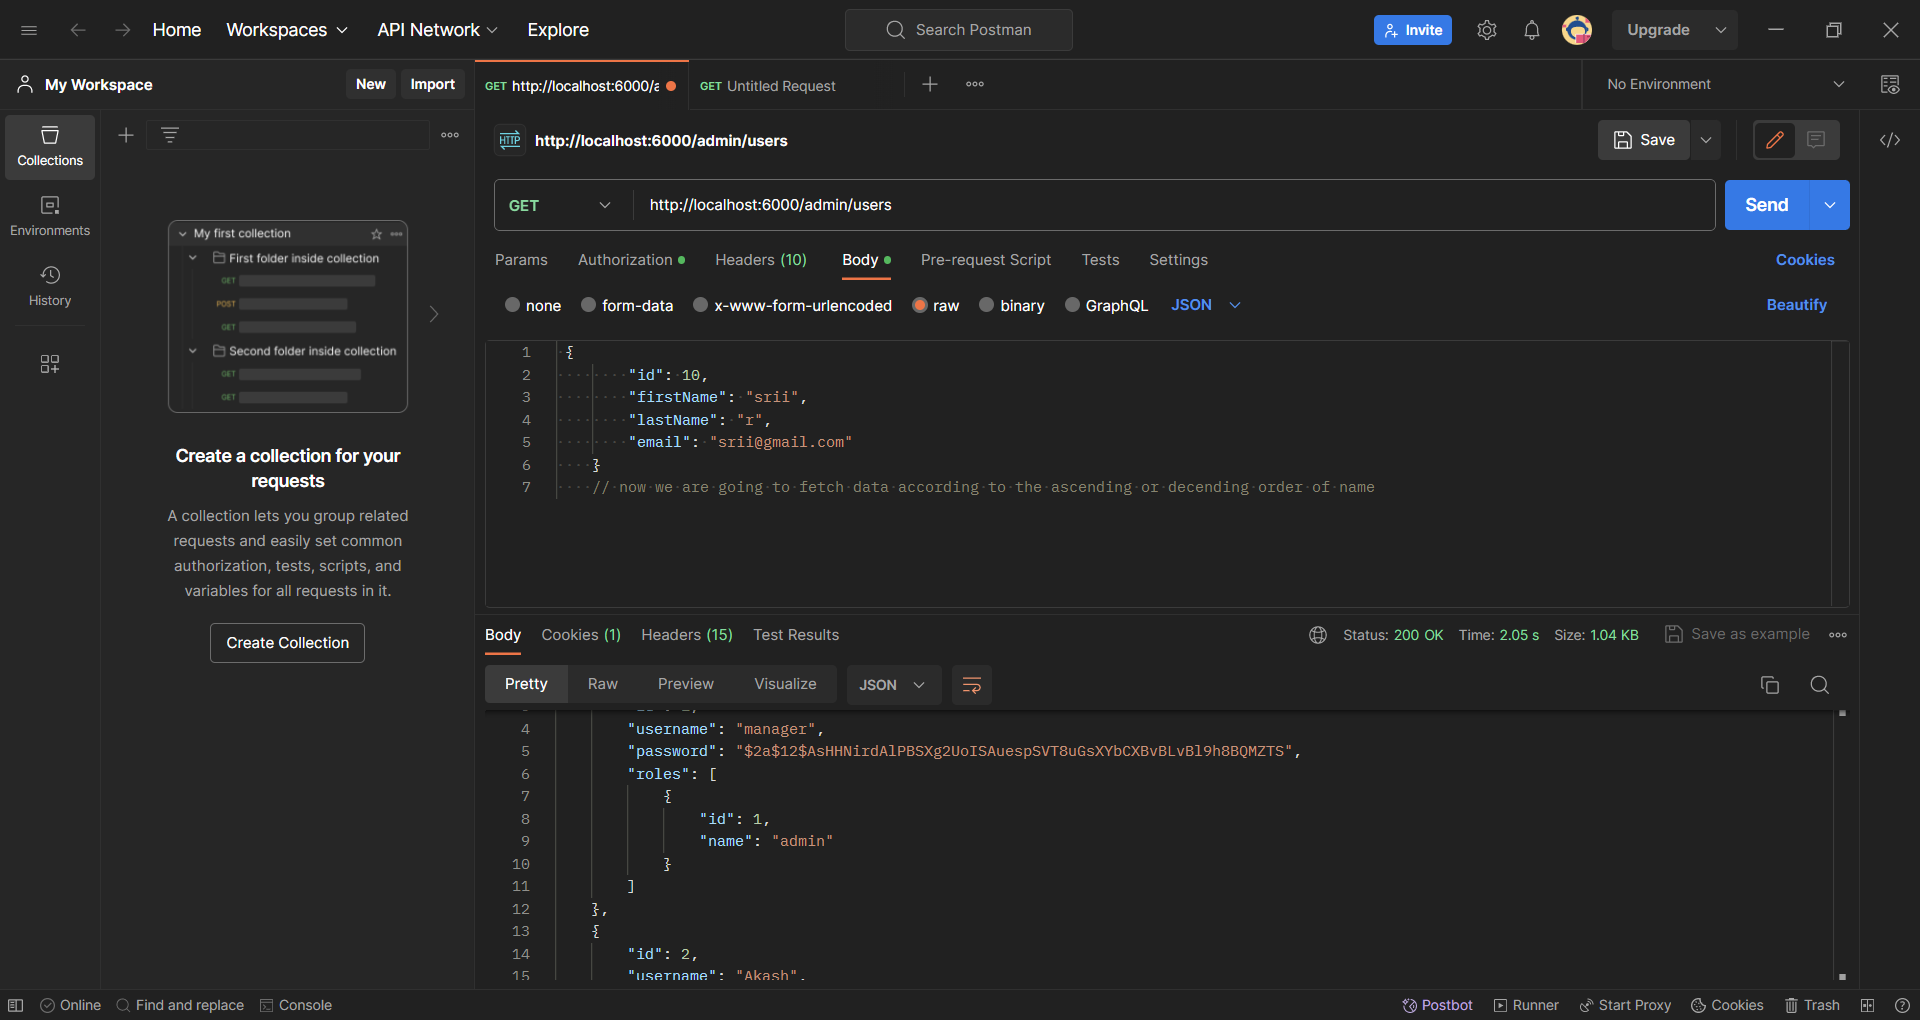 Home Workspaces API Network Explore Search Postman Invite Upgrade
My Workspace New Import
GET http://localhost:6000/a GET Untitled Request No Environment
Collections
Environments
History
My first collection
First folder inside collection
GET
POST
GET
Second folder inside collection
GET
GET
Create a collection for your
requests
A collection lets you group related
requests and easily set common
authorization, tests, scripts, and
variables for all requests in it.
Create Collection
HTTP http://localhost:6000/admin/users Save
GET http://localhost:6000/admin/users Send
Params Authorization Headers (10) Body Pre-request Script Tests Settings Cookies
none form-data x-www-form-urlencoded raw binary GraphQL JSON Beautify
1 {
2 "id": 10,
3 "firstName": "srii",
4 "lastName": "r",
5 "email": "srii@gmail.com"
6 }
7 // now we are going to fetch data according to the ascending or decending order of name
Body Cookies (1) Headers (15) Test Results Status: 200 OK Time: 2.05 s Size: 1.04 KB Save as example
Pretty Raw Preview Visualize JSON
4 "username": "manager",
5 "password": "$2a$12$AsHHNirdAlPBSXg2UoISAuespSVT8uGsXYbCXBvBLvBl9h8BQMZTS",
6 "roles": [
7 {
8 "id": 1,
9 "name": "admin"
10 }
11 ]
12 },
13 {
14 "id": 2,
15 "username": "Akash",
Online Find and replace Console Postbot Runner Start Proxy Cookies Trash